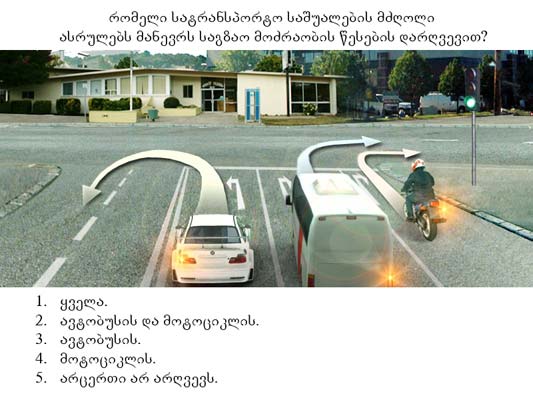 რომელი სატრანსპორტო საშუალების მძღოლი
ასრულებს მანევრს საგზაო მოძრაობის წესების დარღვევით?
1. ყველა.
2. ავტობუსის და მოტოციკლის.
3. ავტობუსის.
4. მოტოციკლის.
5. არცერთი არ არღვევს.